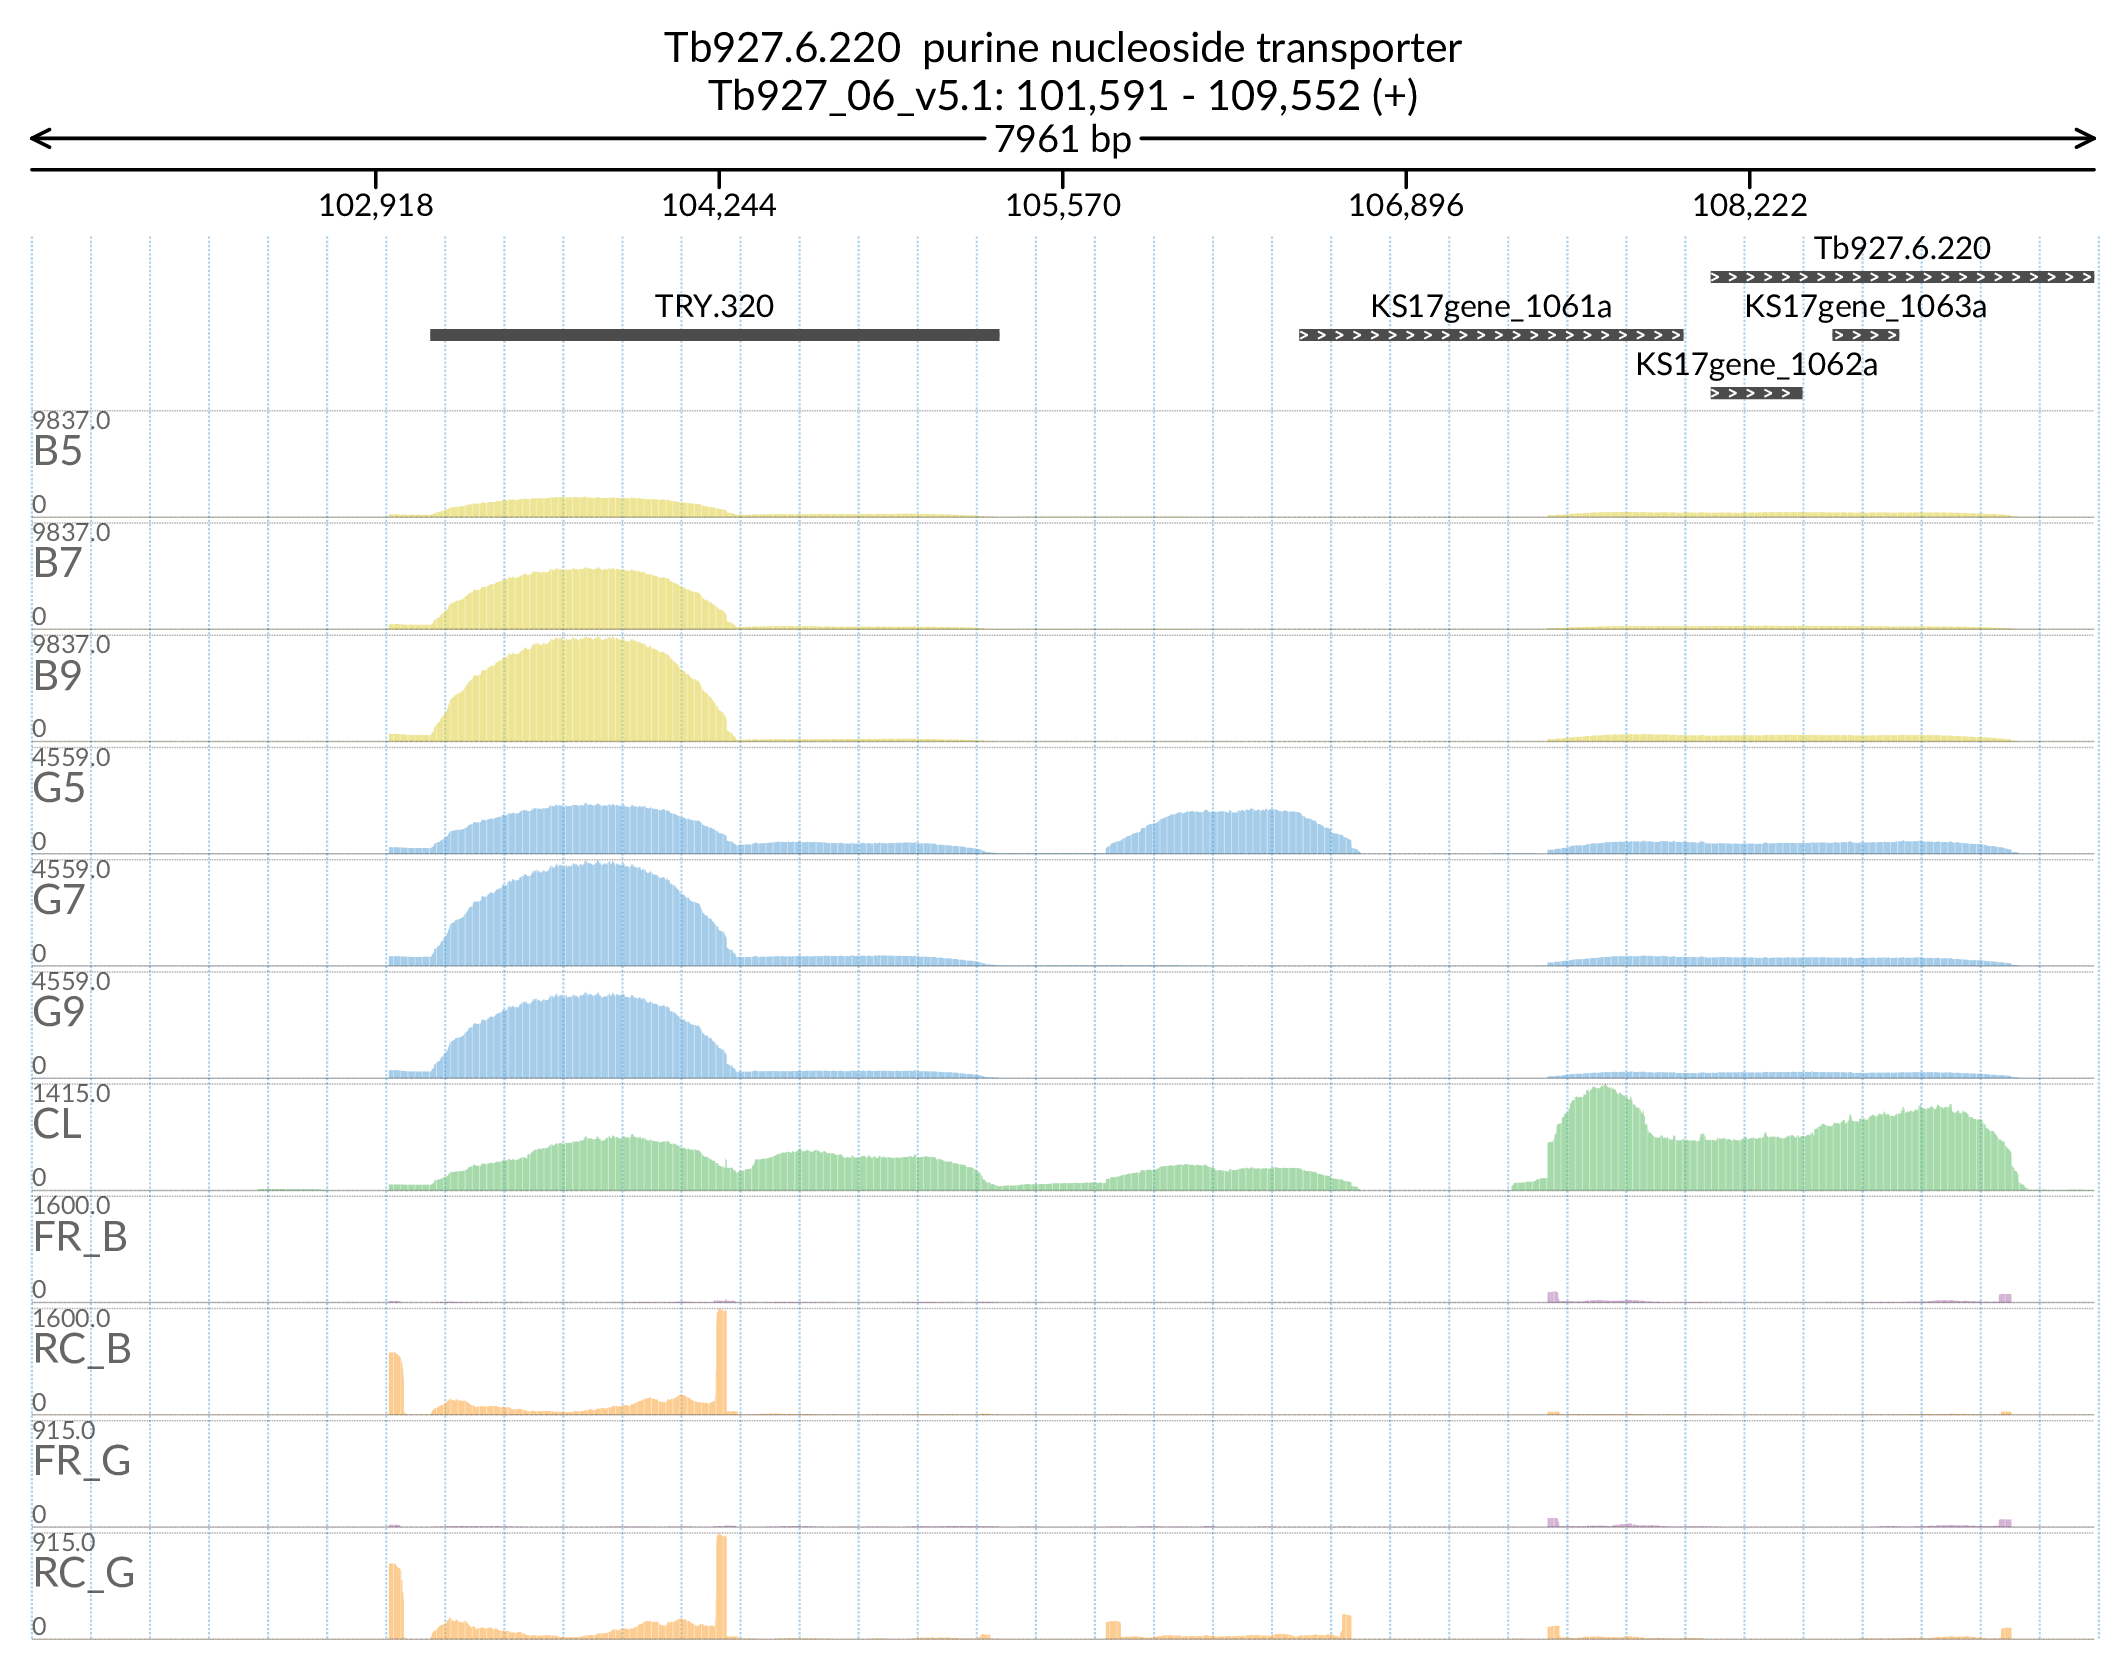 Tb927.6.220  purine nucleoside transporter
Tb927_06_v5.1: 101,591 - 109,552 (+)
7961 bp
102,918 104,244 105,570 106,896 108,222
Tb927.6.220
TRY.320 KS17gene_1061a KS17gene_1063a
KS17gene_1062a
9837.0
B5
0
9837.0
B7
0
9837.0
B9
0
4559.0
G5
0
4559.0
G7
0
4559.0
G9
0
1415.0
CL
0
1600.0
FR_B
0
1600.0
RC_B
0
915.0
FR_G
0
915.0
RC_G
0